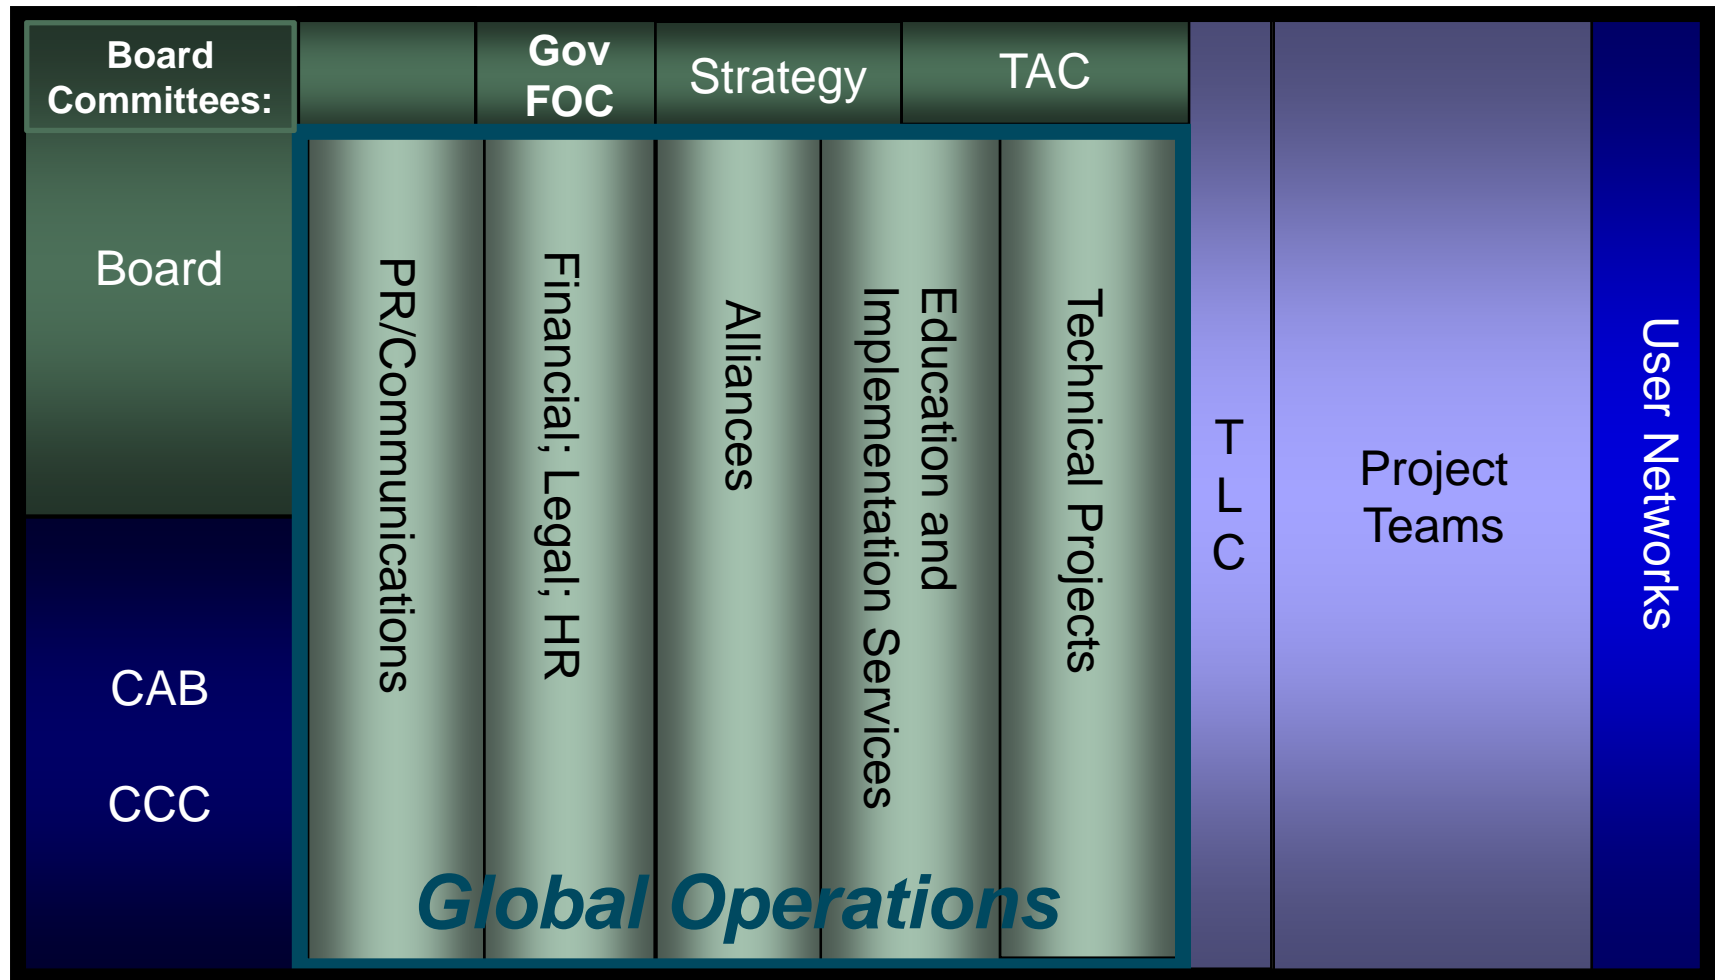 Board
Committees:
Gov
FOC
Strategy
TAC
Board
CAB
CCC
PR/Communications
Financial; Legal; HR
Alliances
Education and
Implementation Services
Technical Projects
Global Operations
T
L
C
Project
Teams
User Networks